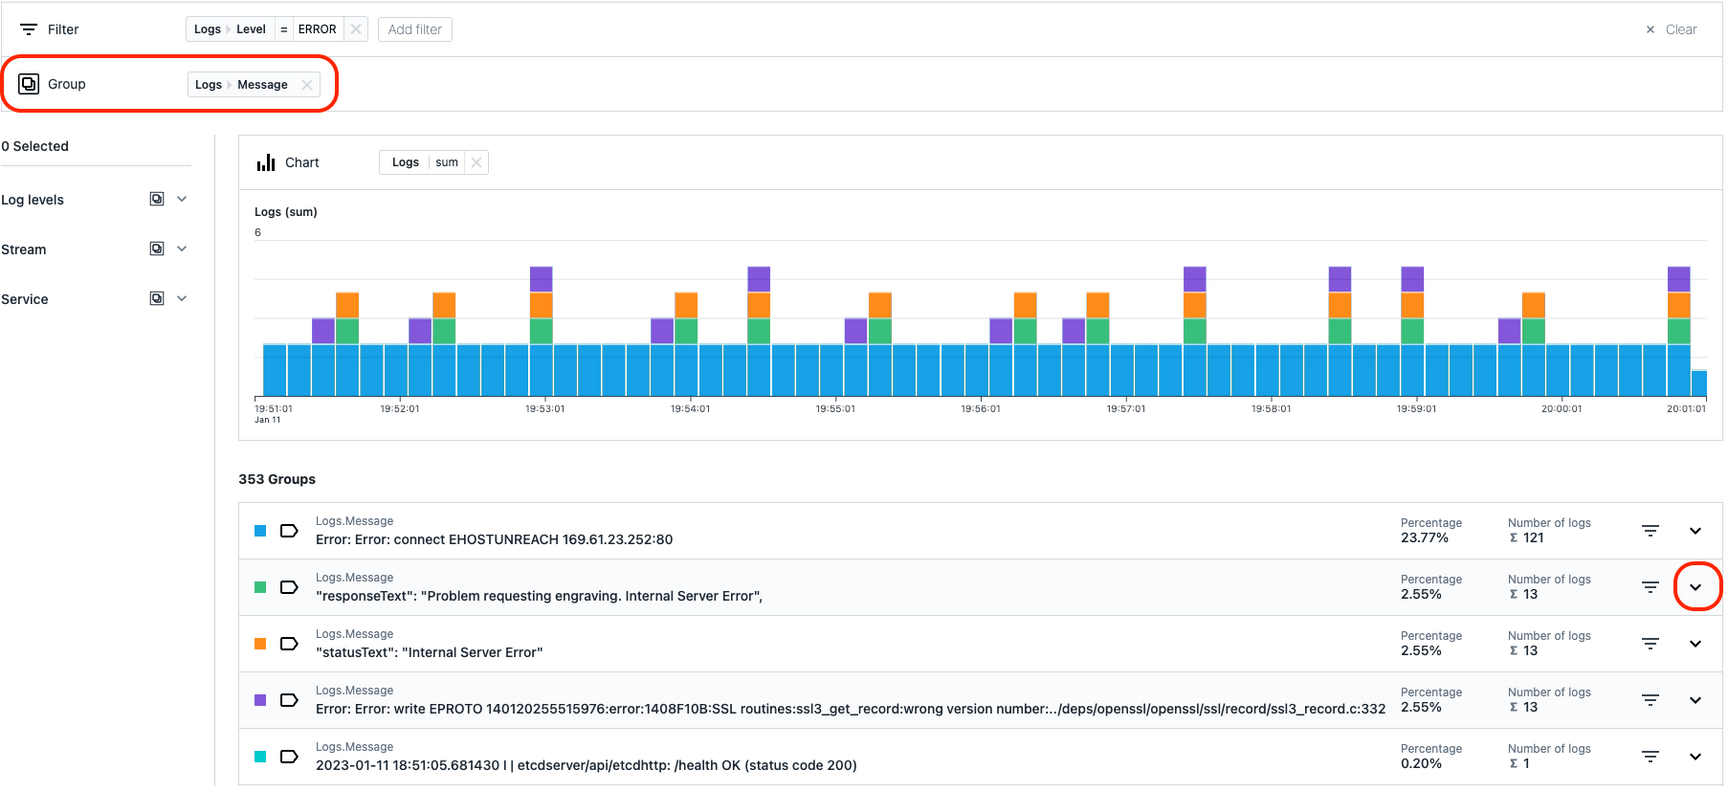 Filter Logs Level = ERROR Add filter Clear
Group Logs Message
0 Selected
Log levels
Stream
Service
Chart Logs sum
Logs (sum)
6
19:51:01 19:52:01 19:53:01 19:54:01 19:55:01 19:56:01 19:57:01 19:58:01 19:59:01 20:00:01 20:01:01
Jan 11
353 Groups
Logs.Message Percentage Number of logs
Error: Error: connect EHOSTUNREACH 169.61.23.252:80 23.77% Σ 121
Logs.Message Percentage Number of logs
"responseText": "Problem requesting engraving. Internal Server Error", 2.55% Σ 13
Logs.Message Percentage Number of logs
"statusText": "Internal Server Error" 2.55% Σ 13
Logs.Message Percentage Number of logs
Error: Error: write EPROTO 140120255515976:error:1408F10B:SSL routines:ssl3_get_record:wrong version number:../deps/openssl/openssl/ssl/record/ssl3_record.c:332 2.55% Σ 13
Logs.Message Percentage Number of logs
2023-01-11 18:51:05.681430 I | etcdserver/api/etcdhttp: /health OK (status code 200) 0.20% Σ 1